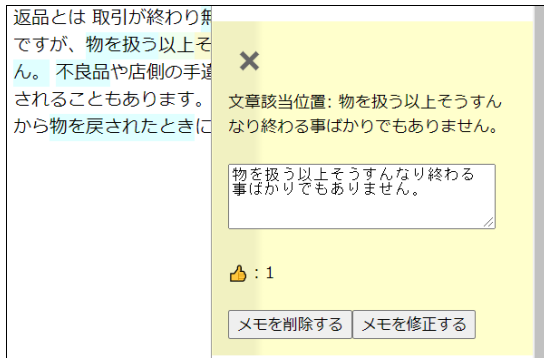 返品とは 取引が終わり無
ですが、物を扱う以上そ
ん。 不良品や店側の手違
されることもあります。
から物を戻されたときに
文章該当位置: 物を扱う以上そうすん
なり終わる事ばかりでもありません。
物を扱う以上そうすんなり終わる
事ばかりでもありません。
: 1
メモを削除する メモを修正する